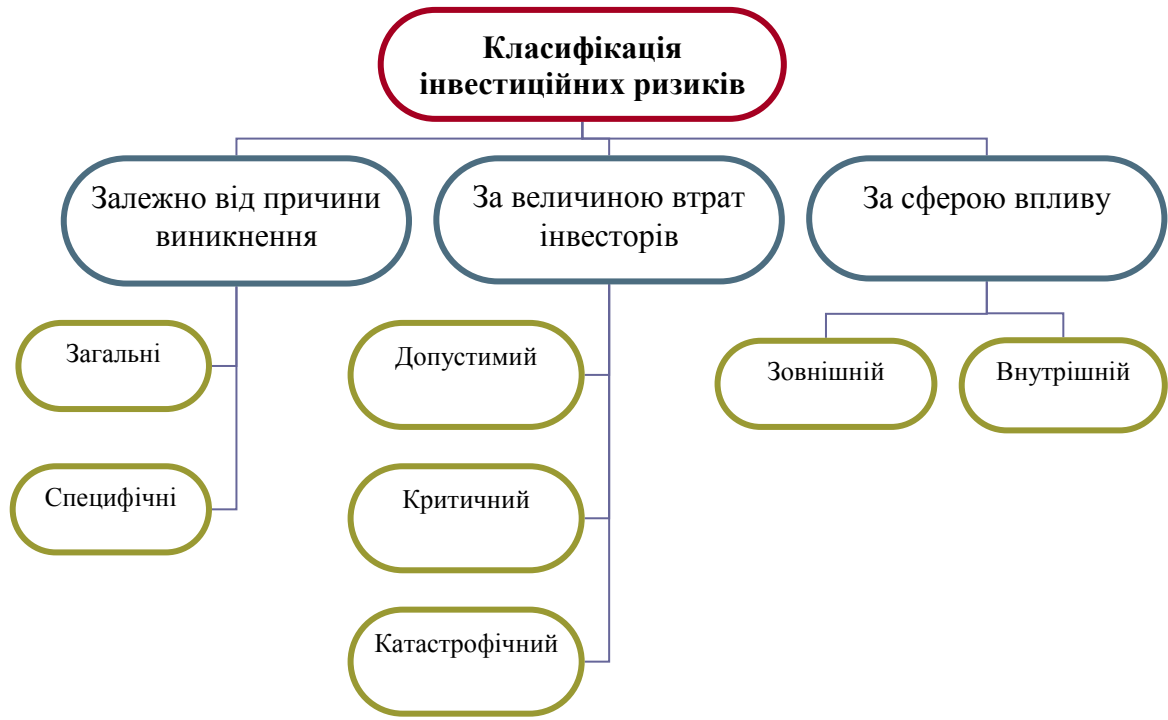 Класифікація
інвестиційних ризиків
Залежно від причини
виникнення
За величиною втрат
інвесторів
За сферою впливу
Загальні
Специфічні
Допустимий
Критичний
Катастрофічний
Зовнішній
Внутрішній